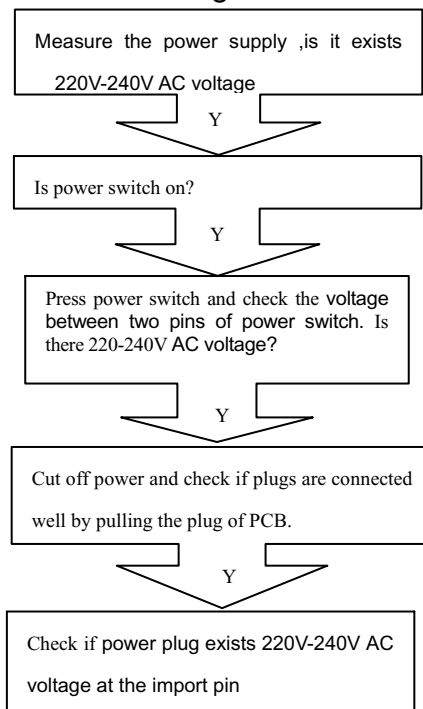 Measure the power supply ,is it exists
220V-240V AC voltage
Y
Is power switch on?
Y
Press power switch and check the voltage
between two pins of power switch. Is
there 220-240V AC voltage?
Y
Cut off power and check if plugs are connected
well by pulling the plug of PCB.
Y
Check if power plug exists 220V-240V AC
voltage at the import pin